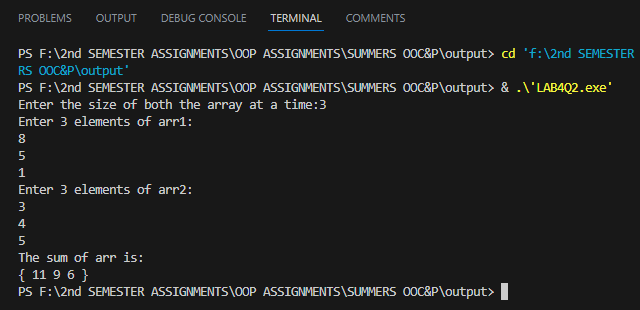 PROBLEMS OUTPUT DEBUG CONSOLE TERMINAL COMMENTS
PS F:\2nd SEMESTER ASSIGNMENTS\OOP ASSIGNMENTS\SUMMERS OOC&P\output> cd 'f:\2nd SEMESTER
RS OOC&P\output'
PS F:\2nd SEMESTER ASSIGNMENTS\OOP ASSIGNMENTS\SUMMERS OOC&P\output> & .\'LAB4Q2.exe'
Enter the size of both the array at a time:3
Enter 3 elements of arr1:
8
5
1
Enter 3 elements of arr2:
3
4
5
The sum of arr is:
{ 11 9 6 }
PS F:\2nd SEMESTER ASSIGNMENTS\OOP ASSIGNMENTS\SUMMERS OOC&P\output>